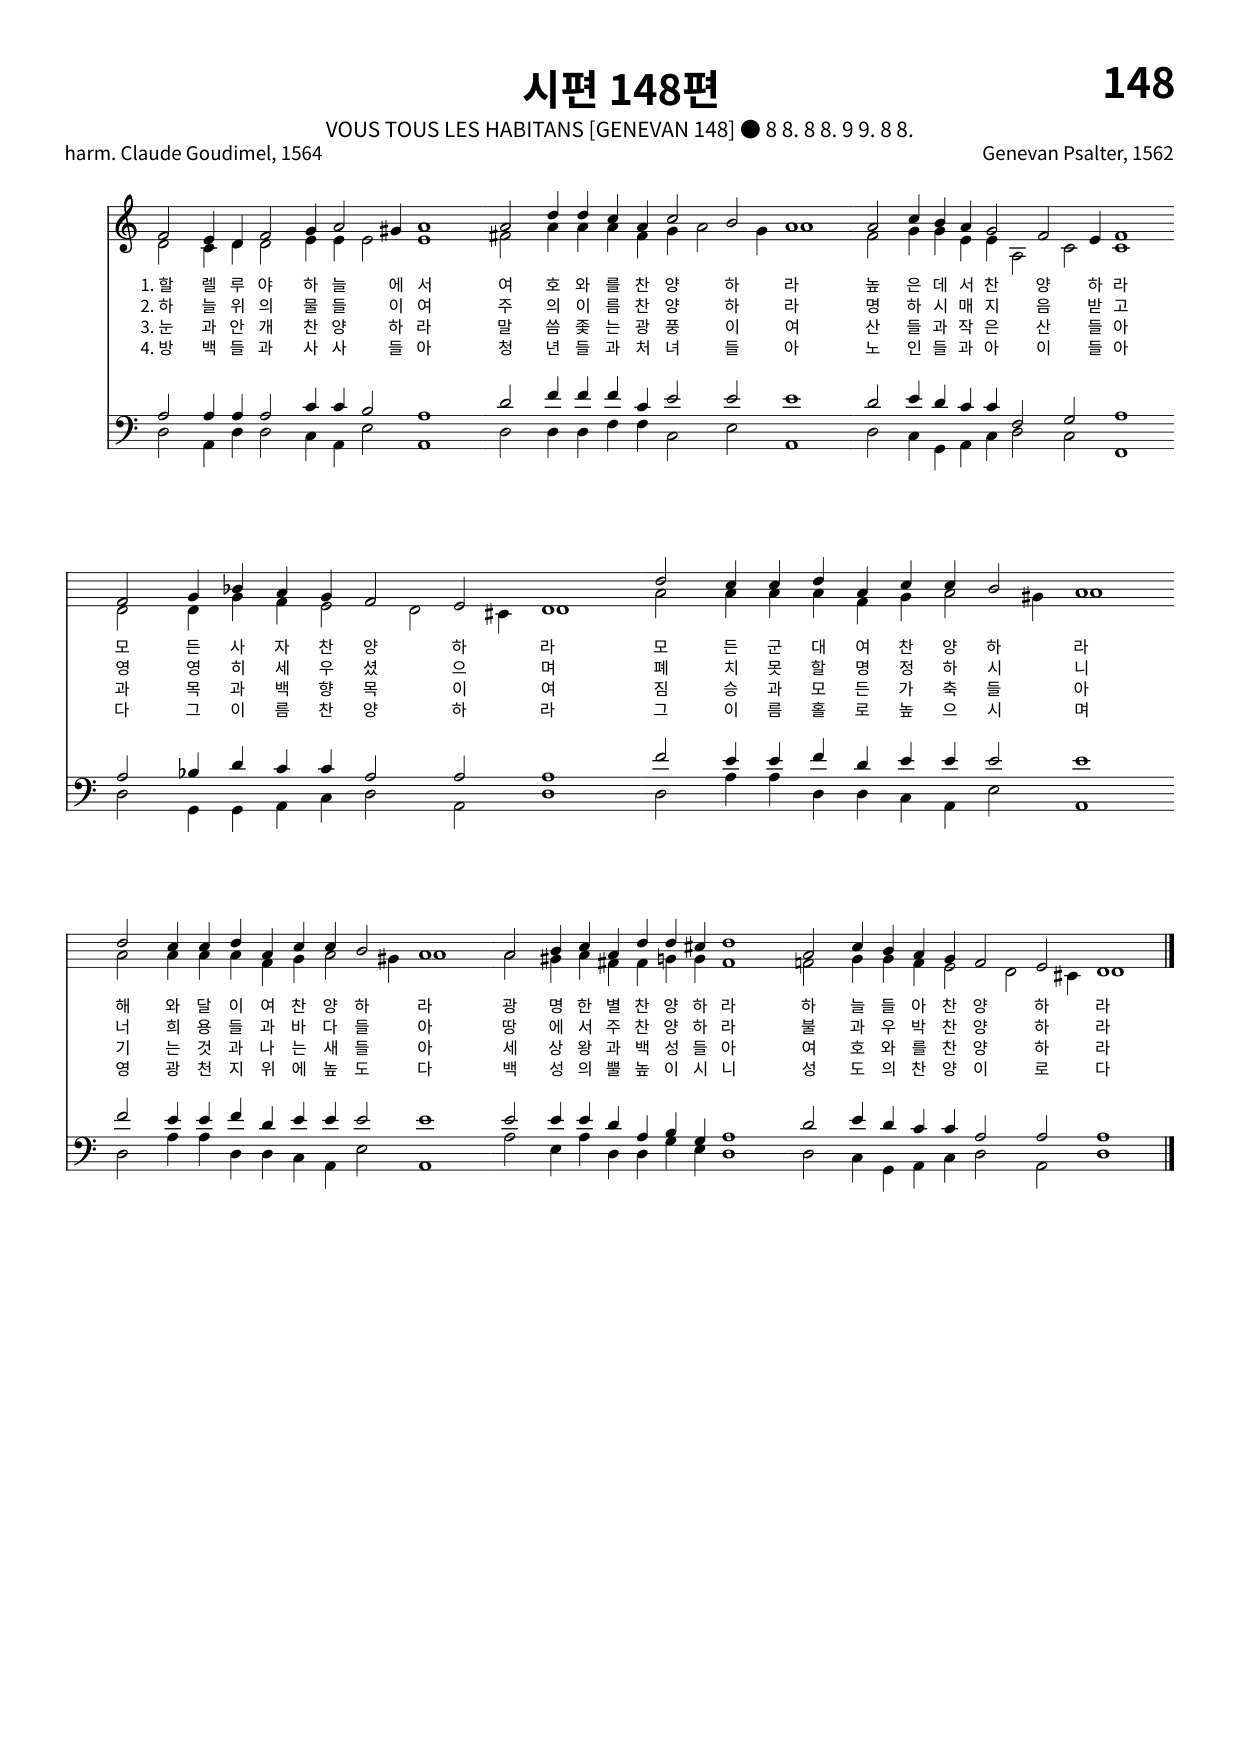 시편 148편
148
VOUS TOUS LES HABITANS [GENEVAN 148] ● 8 8. 8 8. 9 9. 8 8.
harm. Claude Goudimel, 1564
Genevan Psalter, 1562
1. 할 렐 루 야 하 늘 에 서 여 호 와 를 찬 양 하 라 높 은 데 서 찬 양 하 라
2. 하 늘 위 의 물 들 이 여 주 의 이 름 찬 양 하 라 명 하 시 매 지 음 받 고
3. 눈 과 안 개 찬 양 하 라 말 씀 좇 는 광 풍 이 여 산 들 과 작 은 산 들 아
4. 방 백 들 과 사 사 들 아 청 년 들 과 처 녀 들 아 노 인 들 과 아 이 들 아
모 든 사 자 찬 양 하 라 모 든 군 대 여 찬 양 하 라
영 영 히 세 우 셨 으 며 폐 치 못 할 명 정 하 시 니
과 목 과 백 향 목 이 여 짐 승 과 모 든 가 축 들 아
다 그 이 름 찬 양 하 라 그 이 름 홀 로 높 으 시 며
해 와 달 이 여 찬 양 하 라 광 명 한 별 찬 양 하 라 하 늘 들 아 찬 양 하 라
너 희 용 들 과 바 다 들 아 땅 에 서 주 찬 양 하 라 불 과 우 박 찬 양 하 라
기 는 것 과 나 는 새 들 아 세 상 왕 과 백 성 들 아 여 호 와 를 찬 양 하 라
영 광 천 지 위 에 높 도 다 백 성 의 뿔 높 이 시 니 성 도 의 찬 양 이 로 다